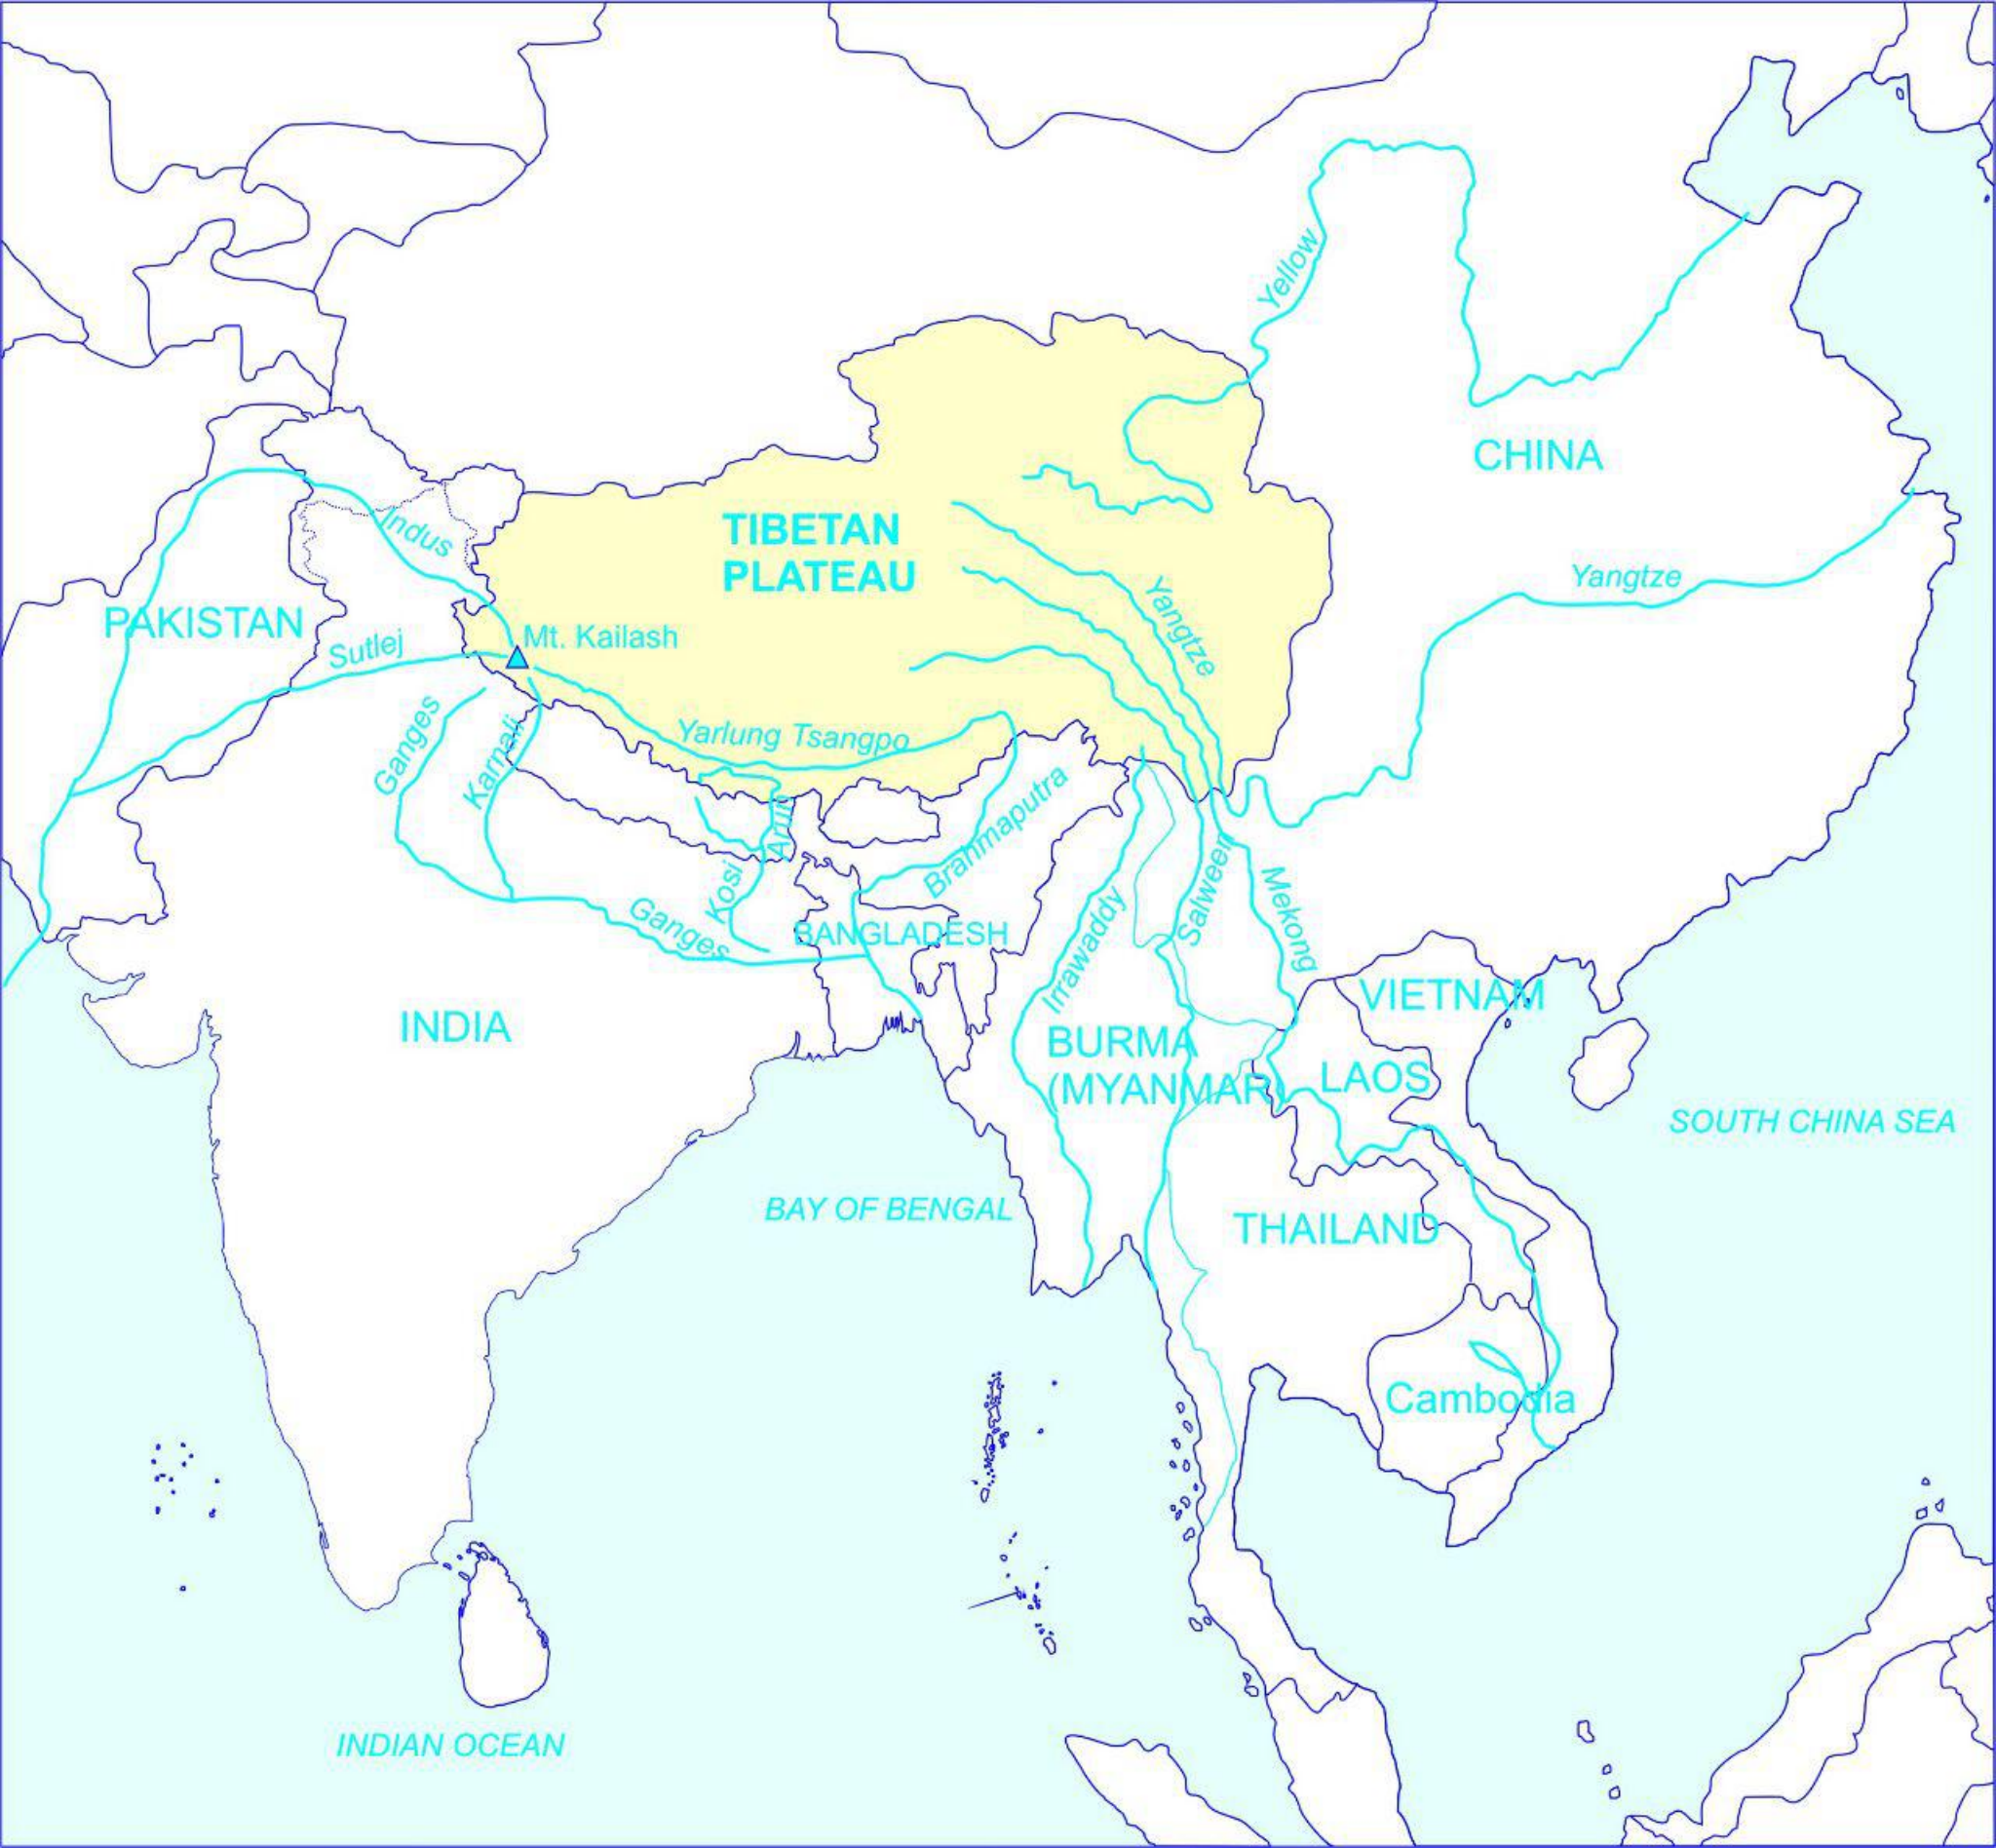 Yellow
CHINA
TIBETAN
PLATEAU
Indus
Yangtze
Yangtze
PAKISTAN
Sutlej
Mt. Kailash
Ganges
Karnali
Yarlung Tsangpo
Arun
Brahmaputra
Kosi
Ganges
BANGLADESH
Salween
Mekong
Irrawaddy
INDIA
BURMA
(MYANMAR)
VIETNAM
LAOS
SOUTH CHINA SEA
BAY OF BENGAL
THAILAND
Cambodia
INDIAN OCEAN